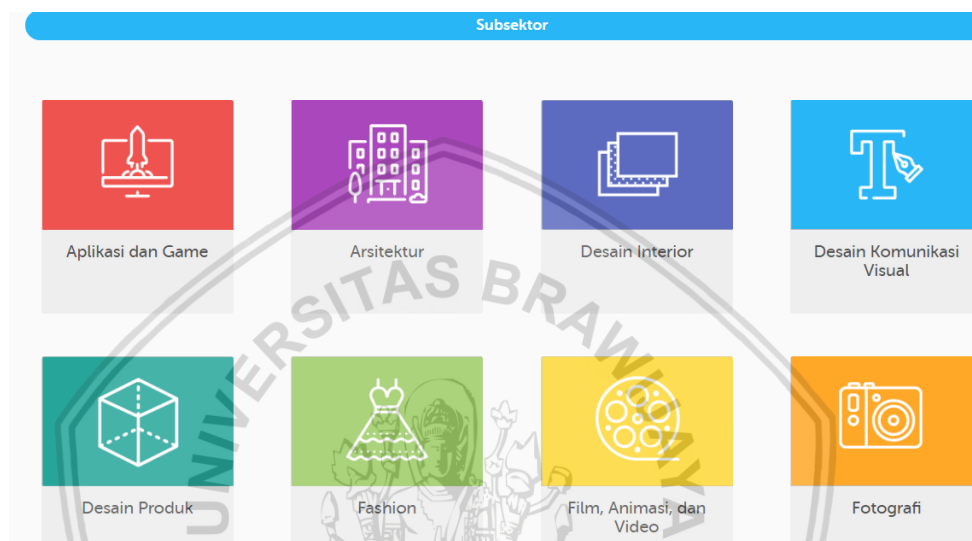 Subsektor
Aplikasi dan Game
Arsitektur
Desain Interior
Desain Komunikasi
Visual
Desain Produk
Fashion
Film, Animasi, dan
Video
Fotografi
UNIVERSITAS BRAWIJAYA